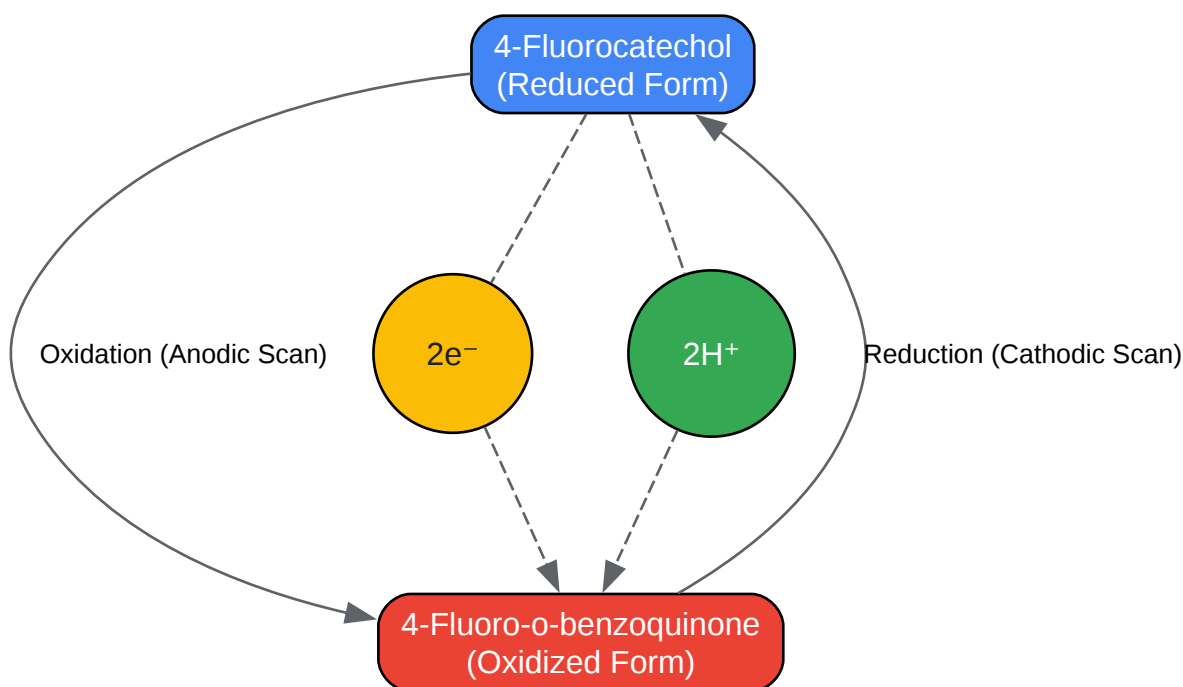 4-Fluorocatechol
(Reduced Form)
Oxidation (Anodic Scan)
2e⁻
2H⁺
Reduction (Cathodic Scan)
4-Fluoro-o-benzoquinone
(Oxidized Form)